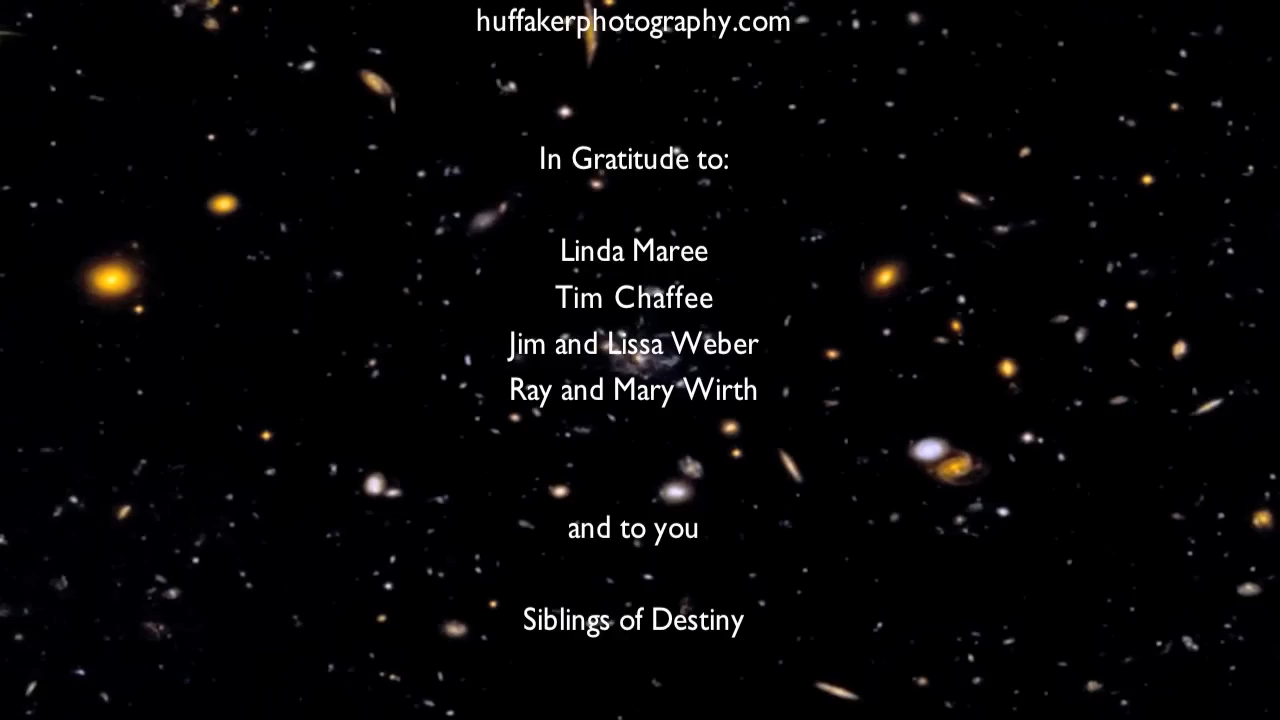 huffakerphotography.com
In Gratitude to:
Linda Maree
Tim Chaffee
Jim and Lissa Weber
Ray and Mary Wirth
and to you
Siblings of Destiny